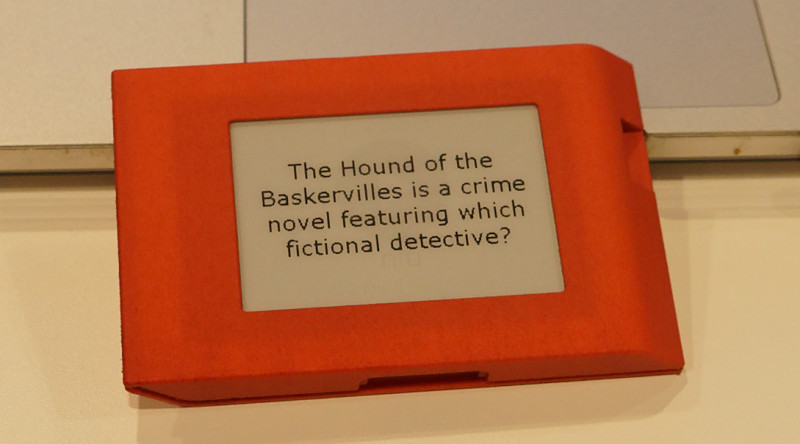 The Hound of the
Baskervilles is a crime
novel featuring which
fictional detective?